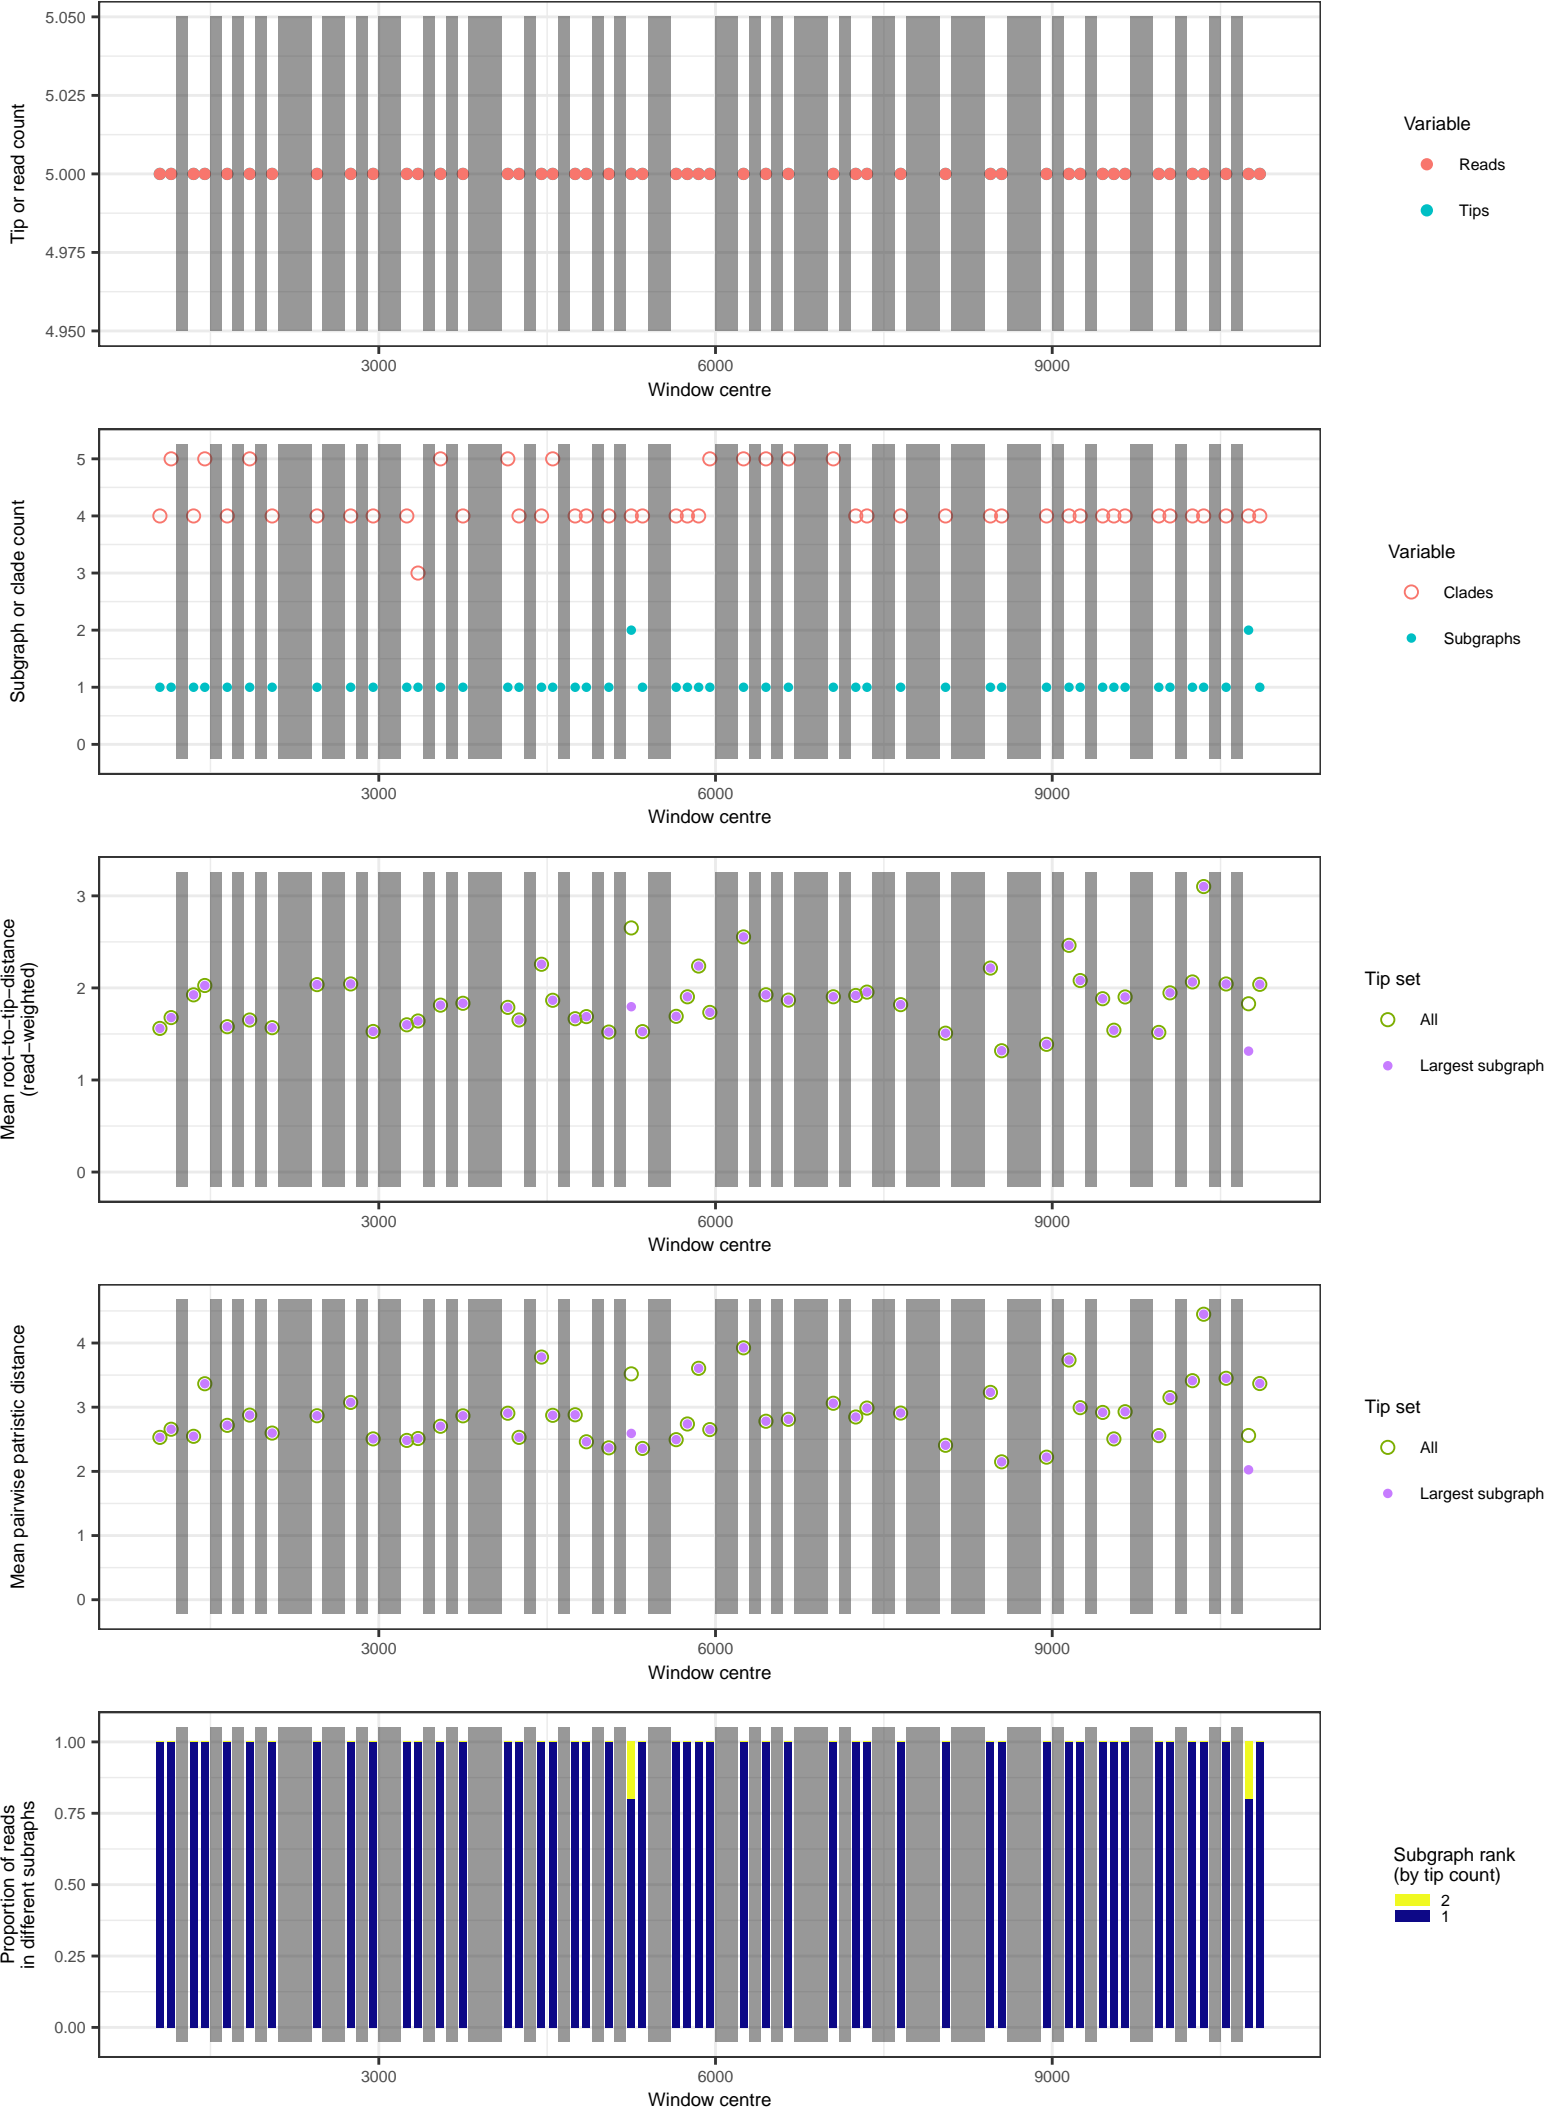 5.050
5.025
5.000
4.975
4.950
Tip or read count
3000 6000 9000
Window centre
Variable
Reads
Tips
5
4
3
2
1
0
Subgraph or clade count
3000 6000 9000
Window centre
Variable
Clades
Subgraphs
3
2
1
0
Mean root−to−tip−distance
(read−weighted)
3000 6000 9000
Window centre
Tip set
All
Largest subgraph
4
3
2
1
0
Mean pairwise patristic distance
3000 6000 9000
Window centre
Tip set
All
Largest subgraph
1.00
0.75
0.50
0.25
0.00
Proportion of reads
in different subraphs
3000 6000 9000
Window centre
Subgraph rank
(by tip count)
2
1